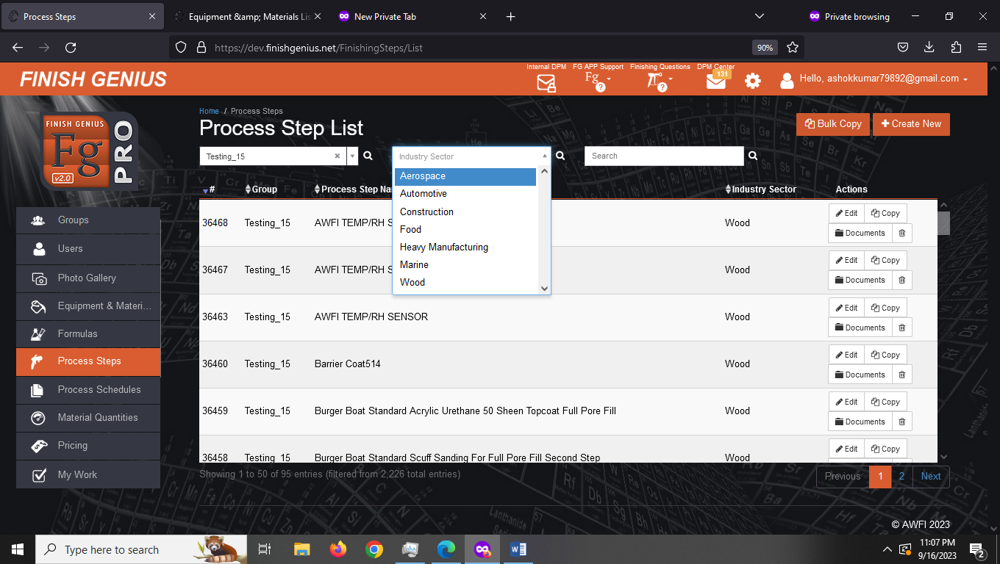 Process Steps
Equipment &amp; Materials Lis
New Private Tab
Private browsing
https://dev.finishgenius.net/FinishingSteps/List
90%
FINISH GENIUS
Internal DPM
FG APP Support
Finishing Questions
DPM Center
131
Hello, ashokkumar79892@gmail.com
FINISH GENIUS
Fg
PRO
v2.0
Home / Process Steps
Process Step List
Bulk Copy
Create New
Testing_15
Industry Sector
Search
Aerospace
Automotive
Construction
Food
Heavy Manufacturing
Marine
Wood
# Group Process Step Na Industry Sector Actions
36468 Testing_15 AWFI TEMP/RH S Wood Edit Copy
Documents
36467 Testing_15 AWFI TEMP/RH S Wood Edit Copy
Documents
36463 Testing_15 AWFI TEMP/RH SENSOR Wood Edit Copy
Documents
36460 Testing_15 Barrier Coat514 Wood Edit Copy
Documents
36459 Testing_15 Burger Boat Standard Acrylic Urethane 50 Sheen Topcoat Full Pore Fill Wood Edit Copy
Documents
36458 Testing_15 Burger Boat Standard Scuff Sanding For Full Pore Fill Second Step Wood Edit Copy
Groups
Users
Photo Gallery
Equipment & Materi...
Formulas
Process Steps
Process Schedules
Material Quantities
Pricing
My Work
Showing 1 to 50 of 95 entries (filtered from 2,226 total entries)
Previous 1 2 Next
© AWFI 2023
Type here to search
11:07 PM
9/16/2023
2